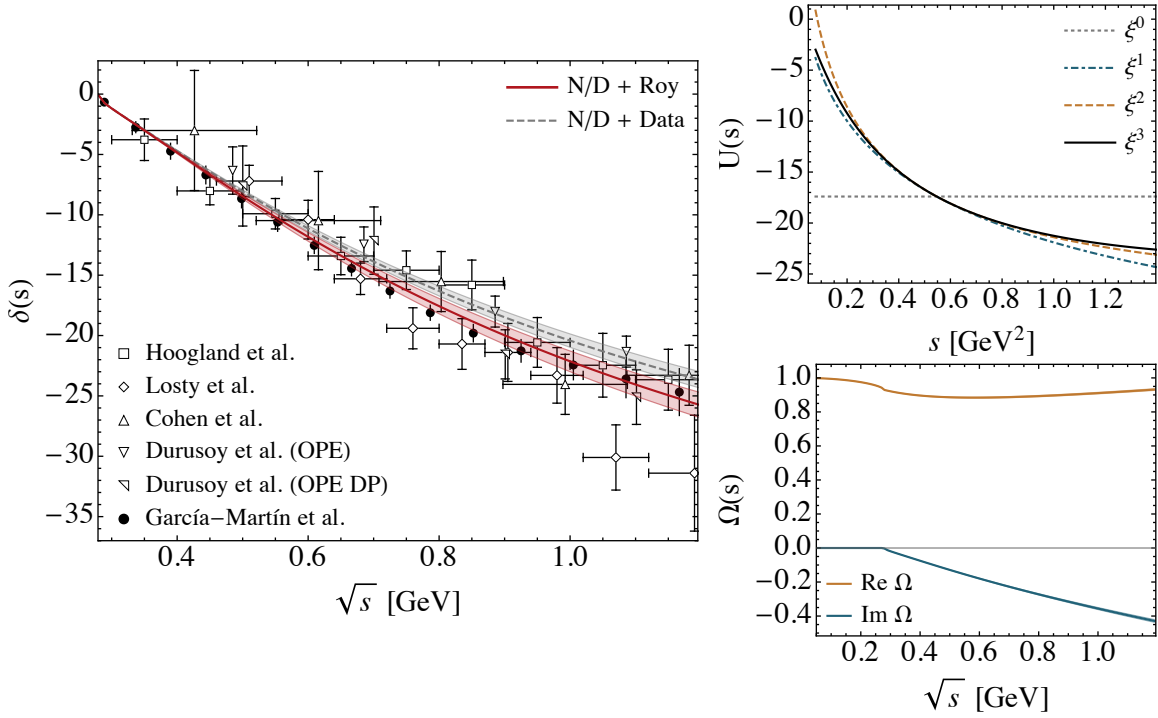 δ(s)
0
−5
−10
−15
−20
−25
−30
−35
N/D + Roy
N/D + Data
Hoogland et al.
Losty et al.
Cohen et al.
Durusoy et al. (OPE)
Durusoy et al. (OPE DP)
García−Martín et al.
0.4 0.6 0.8 1.0
√s [GeV]
U(s)
0
−5
−10
−15
−20
−25
ξ⁰
ξ¹
ξ²
ξ³
0.2 0.4 0.6 0.8 1.0 1.2
s [GeV²]
Ω(s)
1.0
0.8
0.6
0.4
0.2
0.0
−0.2
−0.4
Re Ω
Im Ω
0.2 0.4 0.6 0.8 1.0
√s [GeV]